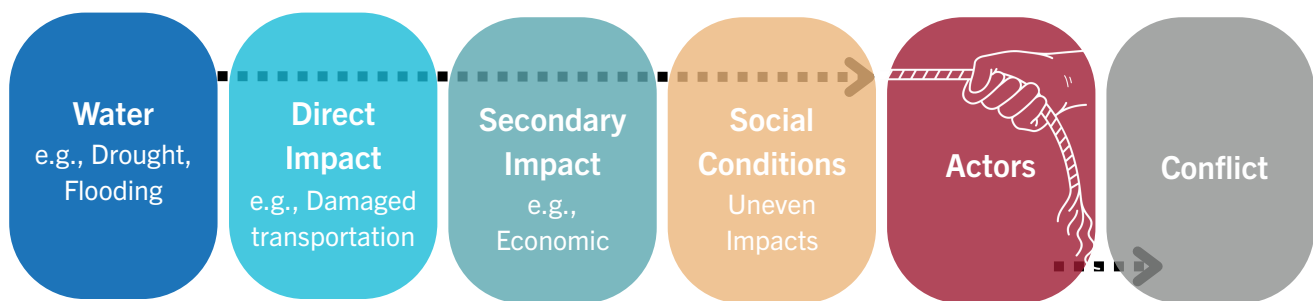 Water
e.g., Drought,
Flooding
Direct
Impact
e.g., Damaged
transportation
Secondary
Impact
e.g.,
Economic
Social
Conditions
Uneven
Impacts
Actors
Conflict